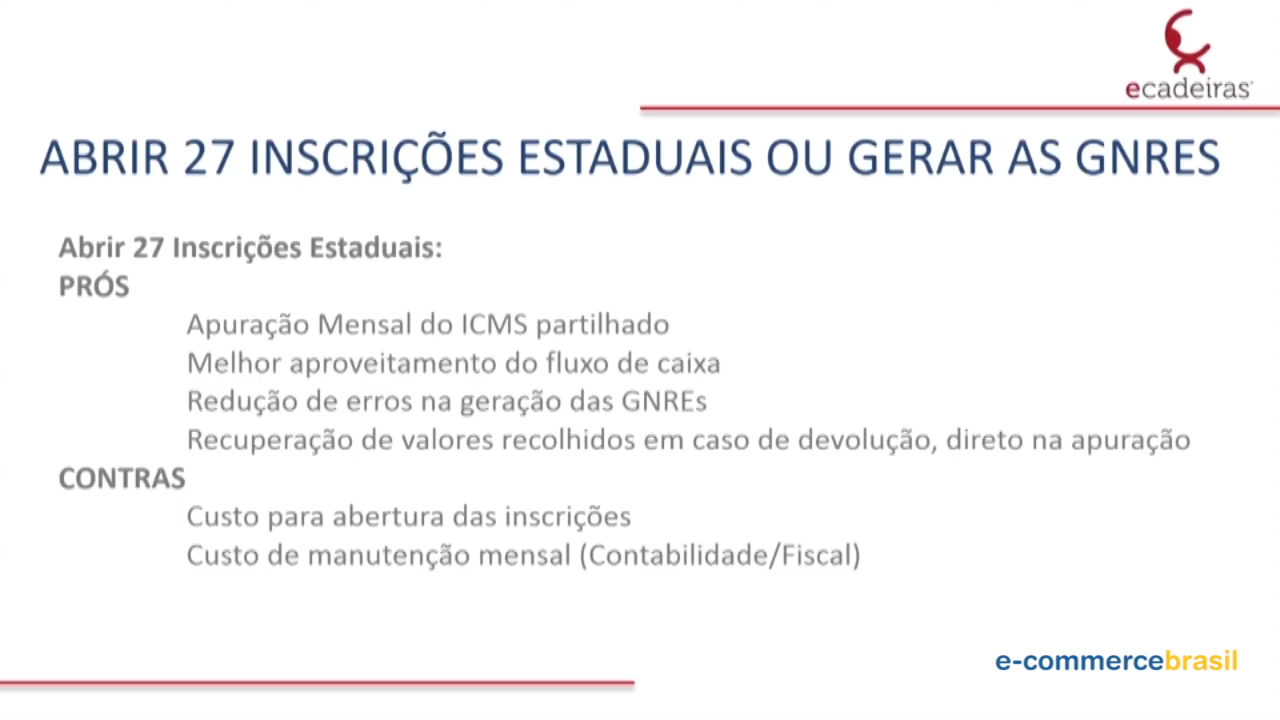 ecadeiras
ABRIR 27 INSCRIÇÕES ESTADUAIS OU GERAR AS GNRES
Abrir 27 Inscrições Estaduais:
PRÓS
Apuração Mensal do ICMS partilhado
Melhor aproveitamento do fluxo de caixa
Redução de erros na geração das GNREs
Recuperação de valores recolhidos em caso de devolução, direto na apuração
CONTRAS
Custo para abertura das inscrições
Custo de manutenção mensal (Contabilidade/Fiscal)
e-commercebrasil